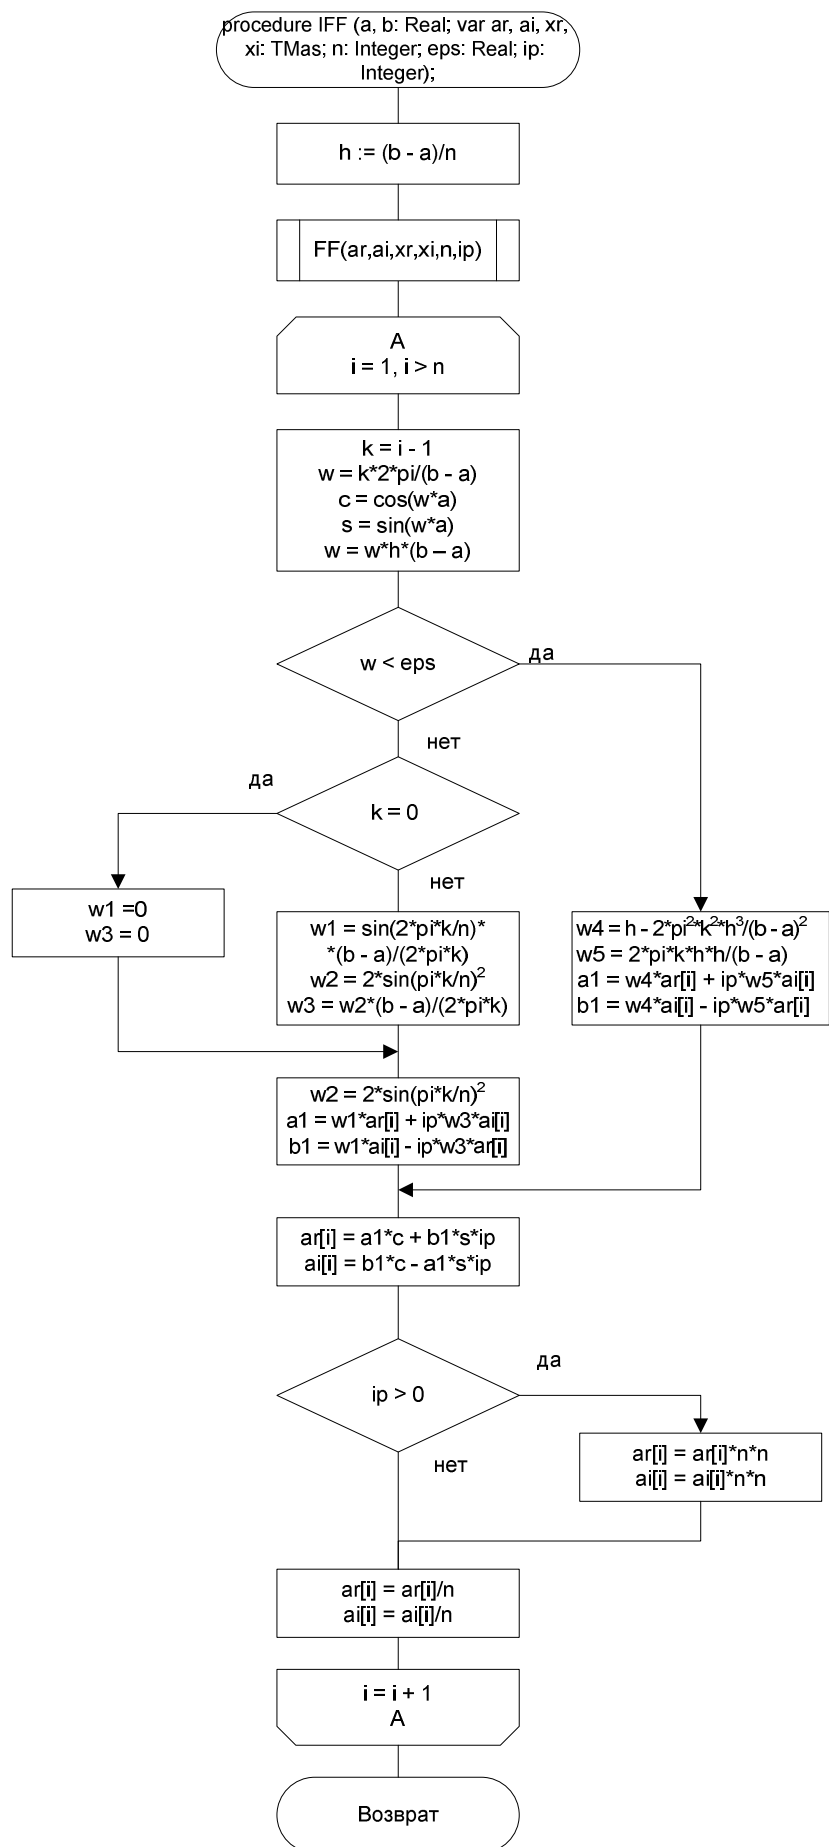 procedure IFF (a, b: Real; var ar, ai, xr,
xi: TMas; n: Integer; eps: Real; ip:
Integer);
h := (b - a)/n
FF(ar,ai,xr,xi,n,ip)
A
i = 1, i > n
k = i - 1
w = k*2*pi/(b - a)
c = cos(w*a)
s = sin(w*a)
w = w*h*(b – a)
w < eps
да
нет
да
k = 0
нет
w1 =0
w3 = 0
w1 = sin(2*pi*k/n)*
*(b - a)/(2*pi*k)
w2 = 2*sin(pi*k/n)²
w3 = w2*(b - a)/(2*pi*k)
w4 = h - 2*pi²*k²*h³/(b - a)²
w5 = 2*pi*k*h*h/(b - a)
a1 = w4*ar[i] + ip*w5*ai[i]
b1 = w4*ai[i] - ip*w5*ar[i]
w2 = 2*sin(pi*k/n)²
a1 = w1*ar[i] + ip*w3*ai[i]
b1 = w1*ai[i] - ip*w3*ar[i]
ar[i] = a1*c + b1*s*ip
ai[i] = b1*c - a1*s*ip
ip > 0
да
нет
ar[i] = ar[i]*n*n
ai[i] = ai[i]*n*n
ar[i] = ar[i]/n
ai[i] = ai[i]/n
i = i + 1
A
Возврат